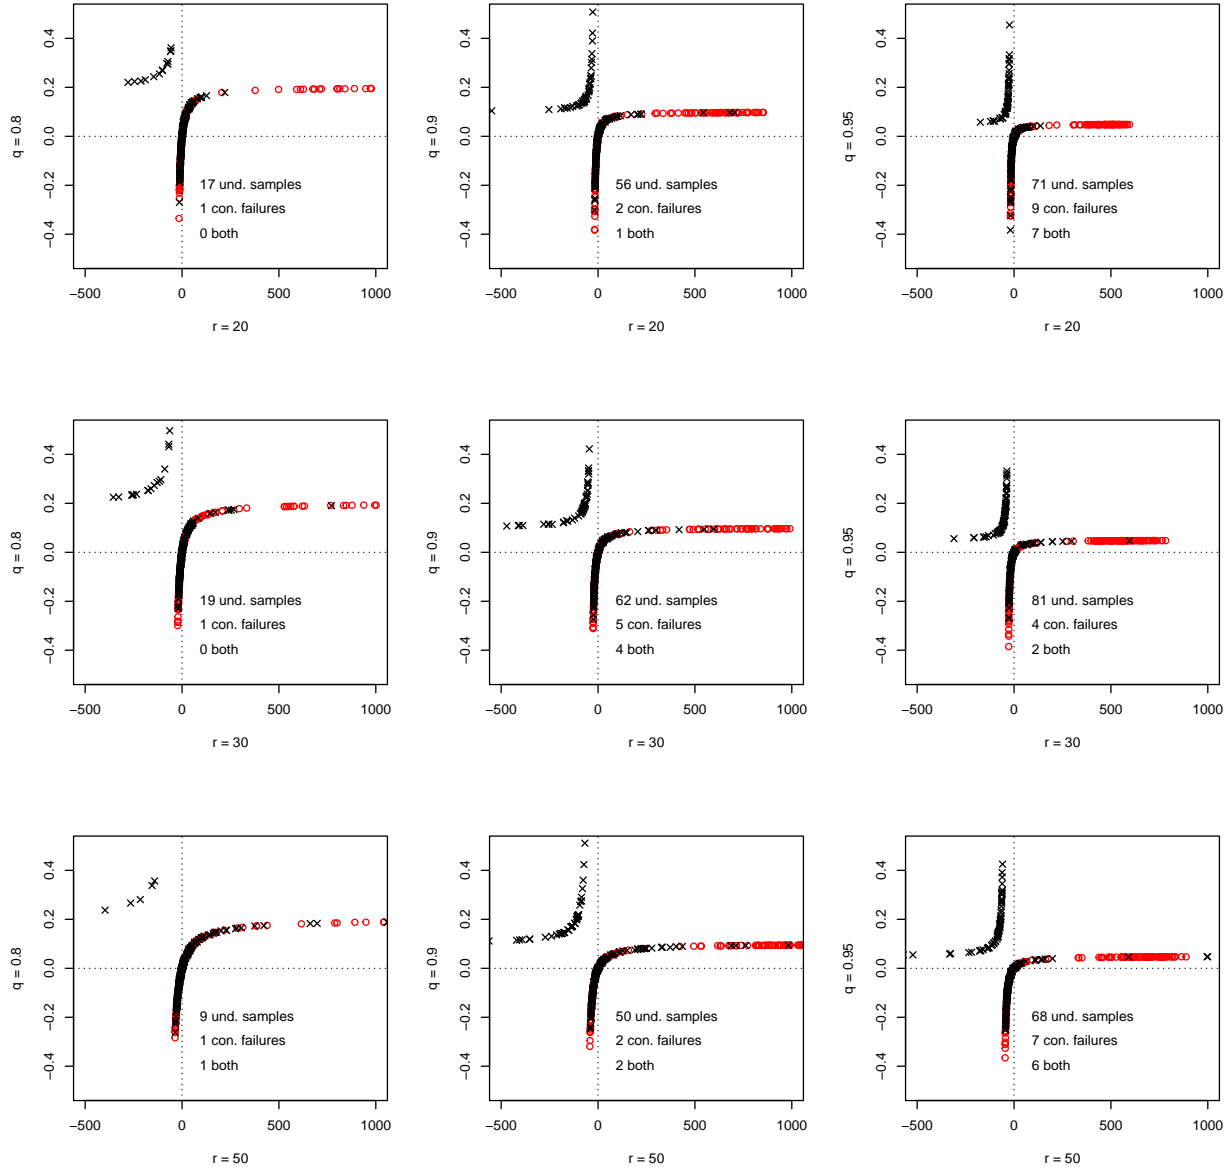 0.4
0.2
0.0
−0.2
−0.4
q = 0.8
17 und. samples
1 con. failures
0 both
−500 0 500 1000
r = 20
0.4
0.2
0.0
−0.2
−0.4
q = 0.9
56 und. samples
2 con. failures
1 both
−500 0 500 1000
r = 20
0.4
0.2
0.0
−0.2
−0.4
q = 0.95
71 und. samples
9 con. failures
7 both
−500 0 500 1000
r = 20
0.4
0.2
0.0
−0.2
−0.4
q = 0.8
19 und. samples
1 con. failures
0 both
−500 0 500 1000
r = 30
0.4
0.2
0.0
−0.2
−0.4
q = 0.9
62 und. samples
5 con. failures
4 both
−500 0 500 1000
r = 30
0.4
0.2
0.0
−0.2
−0.4
q = 0.95
81 und. samples
4 con. failures
2 both
−500 0 500 1000
r = 30
0.4
0.2
0.0
−0.2
−0.4
q = 0.8
9 und. samples
1 con. failures
1 both
−500 0 500 1000
r = 50
0.4
0.2
0.0
−0.2
−0.4
q = 0.9
50 und. samples
2 con. failures
2 both
−500 0 500 1000
r = 50
0.4
0.2
0.0
−0.2
−0.4
q = 0.95
68 und. samples
7 con. failures
6 both
−500 0 500 1000
r = 50